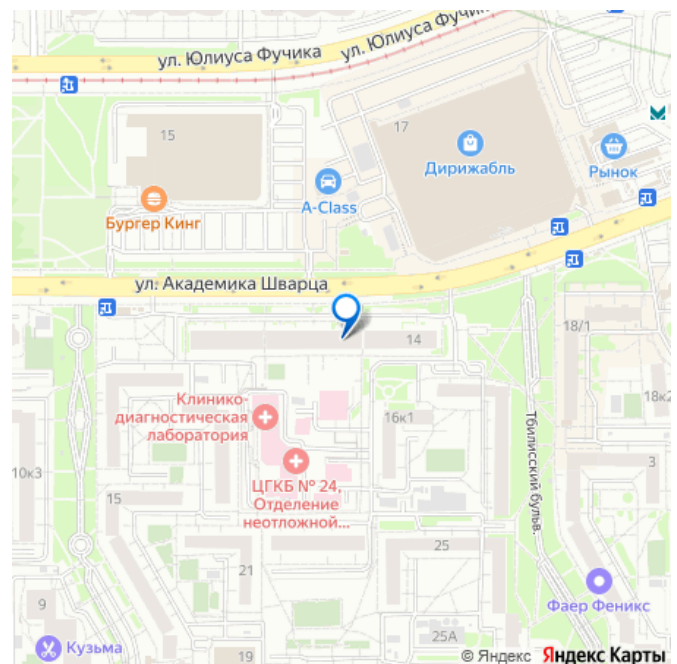 ул. Юлиуса Фучика
ул. Юлиуса Фучика
15
17
Дирижабль
Рынок
A-Class
Бургер Кинг
ул. Академика Шварца
14
18/1
Клинико-
диагностическая
лаборатория
16к1
18к2
Тбилисский бульв.
10к3
ЦГКБ № 24,
Отделение
неотложной...
3
15
25
21
9
Фаер Феникс
Кузьма
19
25А
© Яндекс Яндекс Карты